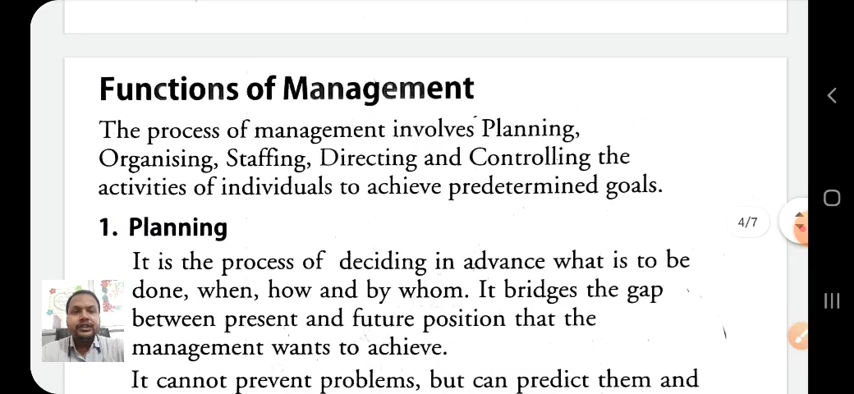 Functions of Management
The process of management involves Planning,
Organising, Staffing, Directing and Controlling the
activities of individuals to achieve predetermined goals.
1. Planning
4/7
It is the process of deciding in advance what is to be
done, when, how and by whom. It bridges the gap
between present and future position that the
management wants to achieve.
It cannot prevent problems, but can predict them and